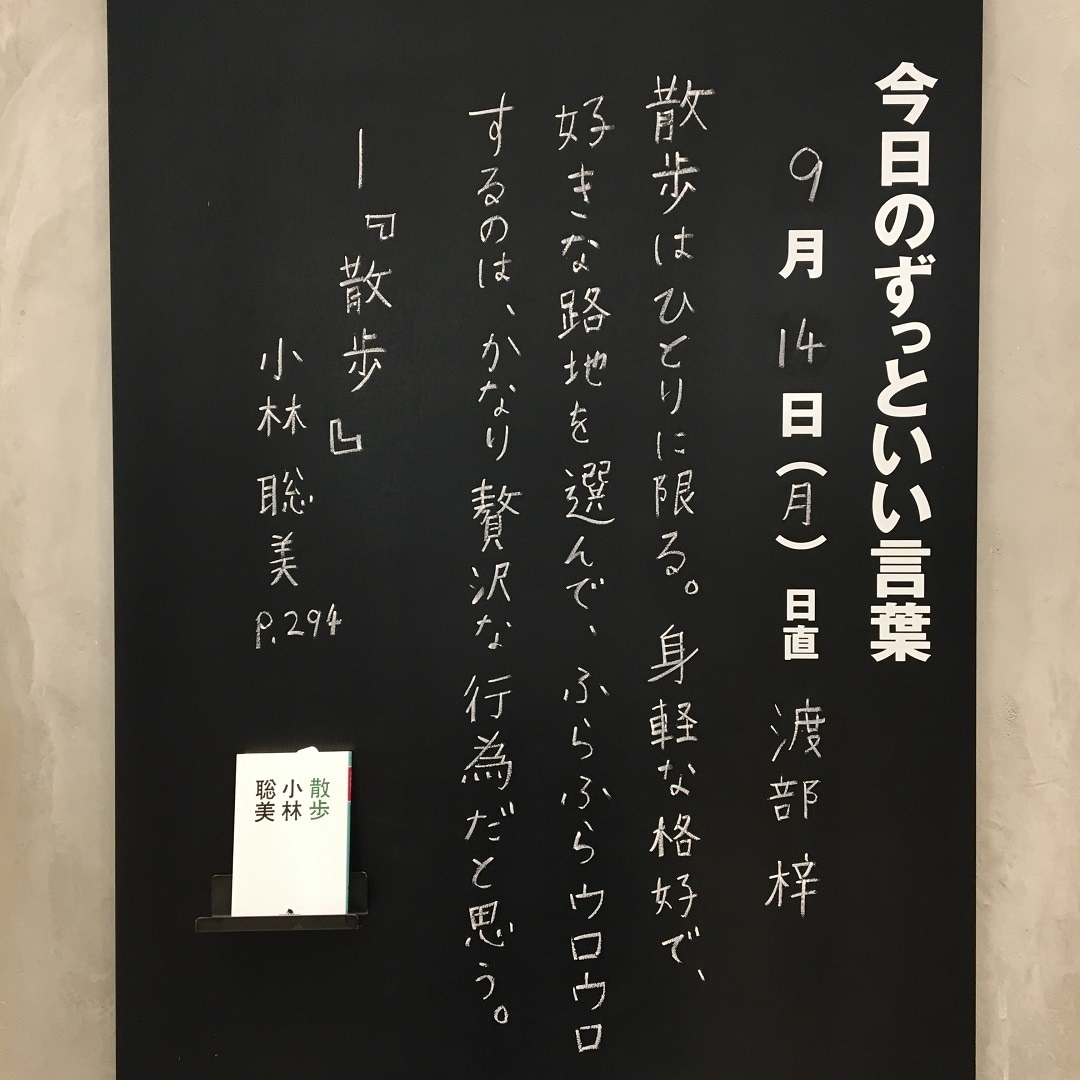 今日のずっといい言葉
9月14日(月) 日直 渡部 梓
散歩はひとりに限る。身軽な格好で、
好きな路地を選んで、ふらふらウロウロ
するのは、かなり贅沢な行為だと思う。
―『散歩』
小林聡美
p.294
散歩
小林
聡美